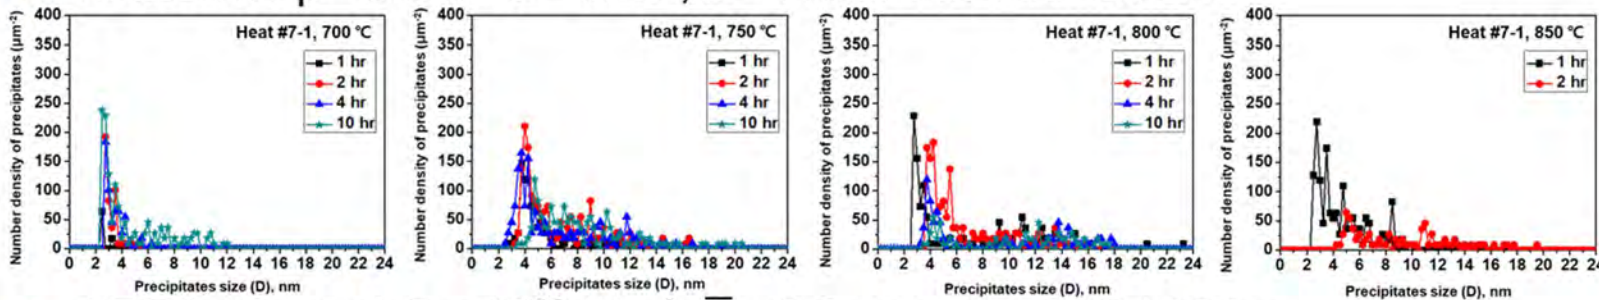 Number density of precipitates (μm⁻²)
400
350
300
250
200
150
100
50
0
Heat #7-1, 700 °C
1 hr
2 hr
4 hr
10 hr
0 2 4 6 8 10 12 14 16 18 20 22 24
Precipitates size (D), nm
Number density of precipitates (μm⁻²)
400
350
300
250
200
150
100
50
0
Heat #7-1, 750 °C
1 hr
2 hr
4 hr
10 hr
0 2 4 6 8 10 12 14 16 18 20 22 24
Precipitates size (D), nm
Number density of precipitates (μm⁻²)
400
350
300
250
200
150
100
50
0
Heat #7-1, 800 °C
1 hr
2 hr
4 hr
10 hr
0 2 4 6 8 10 12 14 16 18 20 22 24
Precipitates size (D), nm
Number density of precipitates (μm⁻²)
400
350
300
250
200
150
100
50
0
Heat #7-1, 850 °C
1 hr
2 hr
0 2 4 6 8 10 12 14 16 18 20 22 24
Precipitates size (D), nm